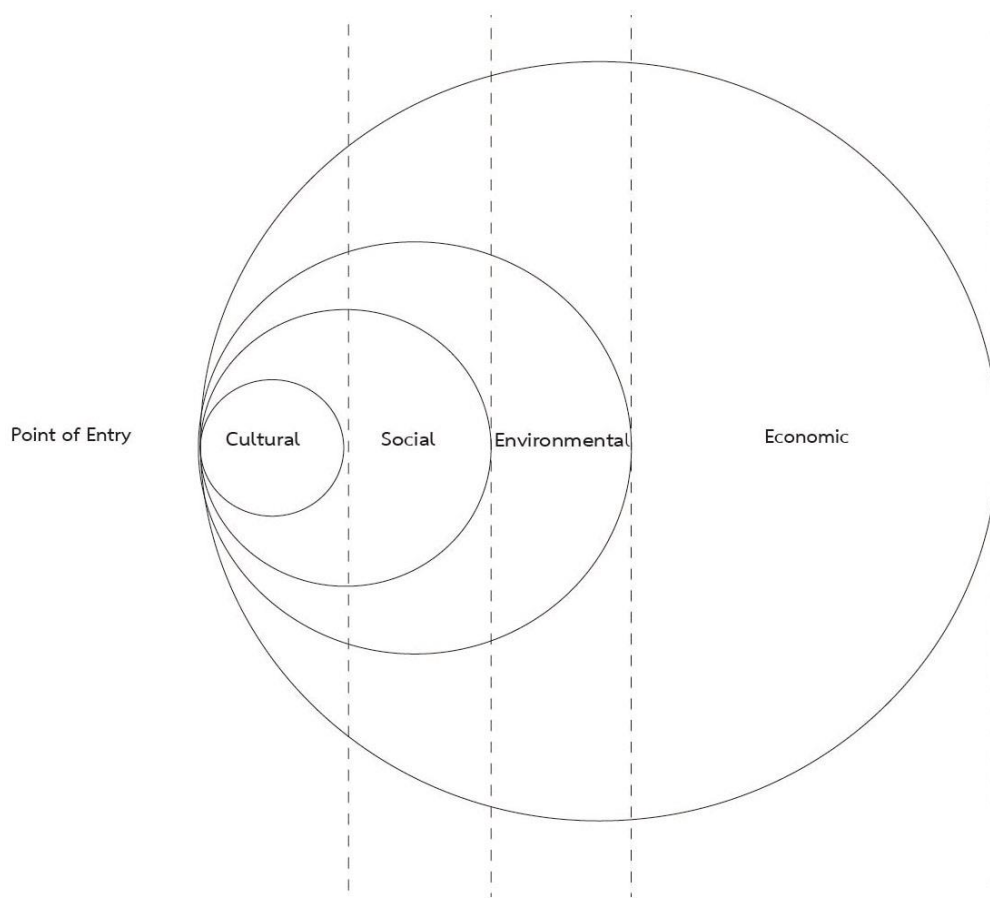 Point of Entry
Cultural
Social
Environmental
Economic